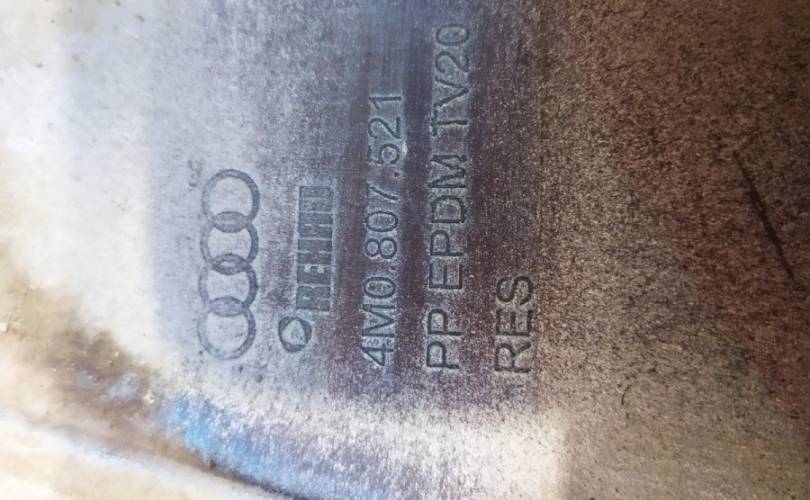 REHAU
4M0.807.521
PP EPDM TV20
RES